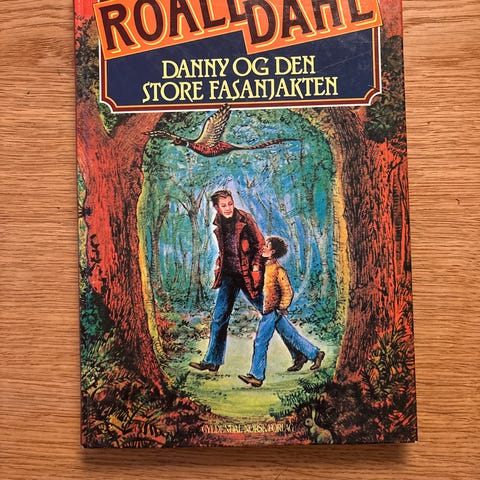 ROALD DAHL
DANNY OG DEN
STORE FASANJAKTEN
GYLDENDAL NORSK FORLAG